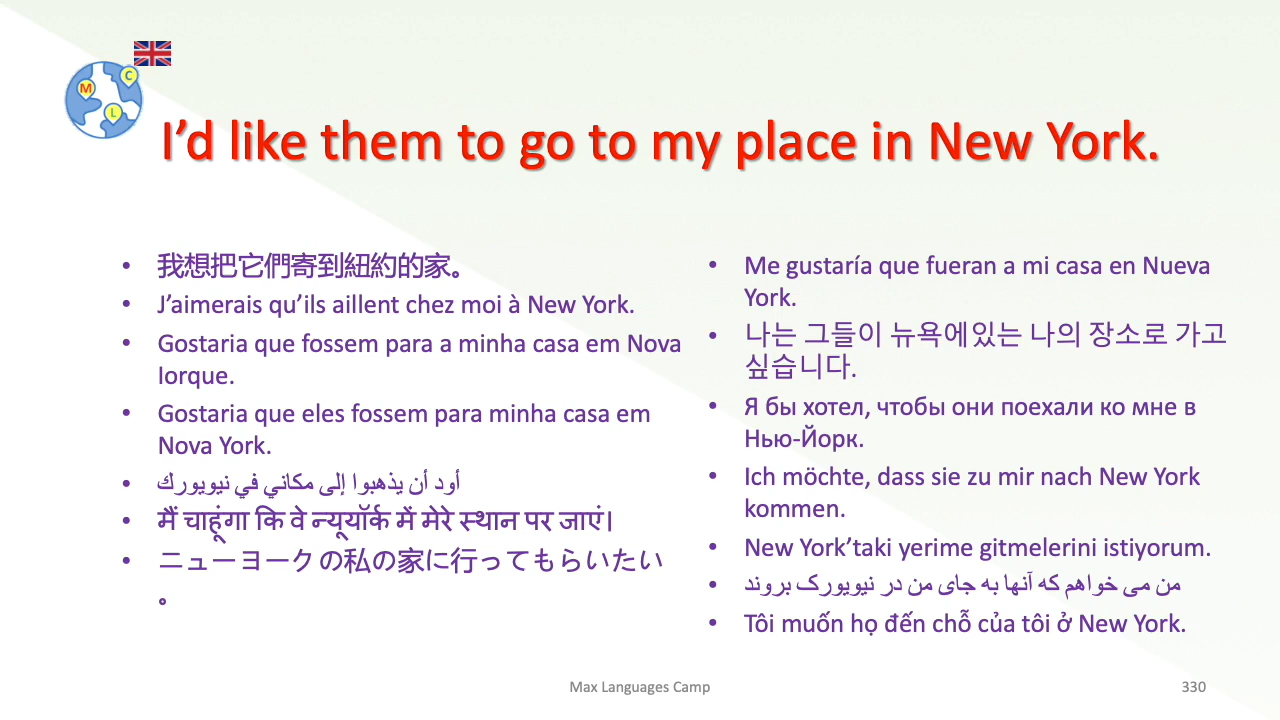 M
C
L
I’d like them to go to my place in New York.
• 我想把它們寄到紐約的家。
• J’aimerais qu’ils aillent chez moi à New York.
• Gostaria que fossem para a minha casa em Nova
Iorque.
• Gostaria que eles fossem para minha casa em
Nova York.
• أود أن يذهبوا إلى مكاني في نيويورك
• मैं चाहूंगा कि वे न्यूयॉर्क में मेरे स्थान पर जाएं।
• ニューヨークの私の家に行ってもらいたい
。
• Me gustaría que fueran a mi casa en Nueva
York.
• 나는 그들이 뉴욕에있는 나의 장소로 가고
싶습니다.
• Я бы хотел, чтобы они поехали ко мне в
Нью-Йорк.
• Ich möchte, dass sie zu mir nach New York
kommen.
• New York’taki yerime gitmelerini istiyorum.
• من می خواهم که آنها به جای من در نیویورک بروند
• Tôi muốn họ đến chỗ của tôi ở New York.
Max Languages Camp
330